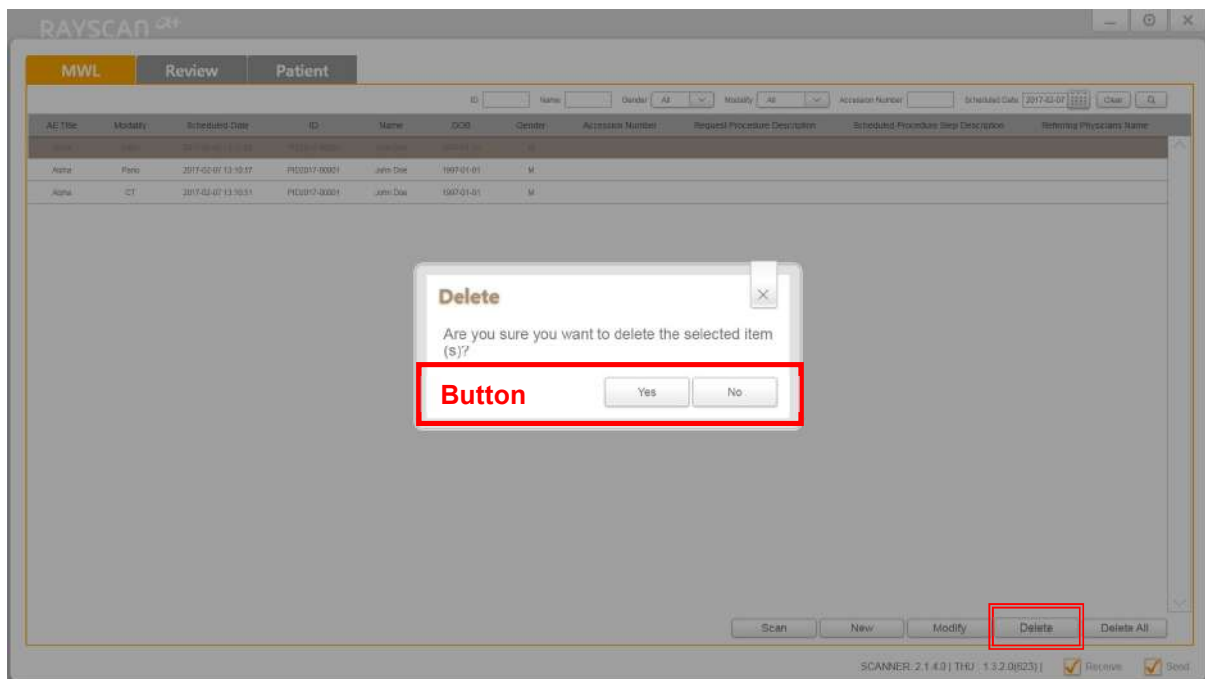 RAYSCAN α+
MWL Review Patient
ID Name Gender All Modality All Accession Number Scheduled Date 2017-02-07 Clear
AE Title Modality Scheduled Date ID Name DOB Gender Accession Number Request Procedure Description Scheduled Procedure Step Description Referring Physicians Name
M
Alpha Pano 2017-02-07 13:10:37 PID2017-00001 John Doe 1997-01-01 M
Alpha CT 2017-02-07 13:10:31 PID2017-00001 John Doe 1997-01-01 M
Delete
Are you sure you want to delete the selected item
(s)?
Button Yes No
Scan New Modify Delete Delete All
SCANNER: 2.1.4.0 | THU : 1.3.2.0(623) | Receive Send